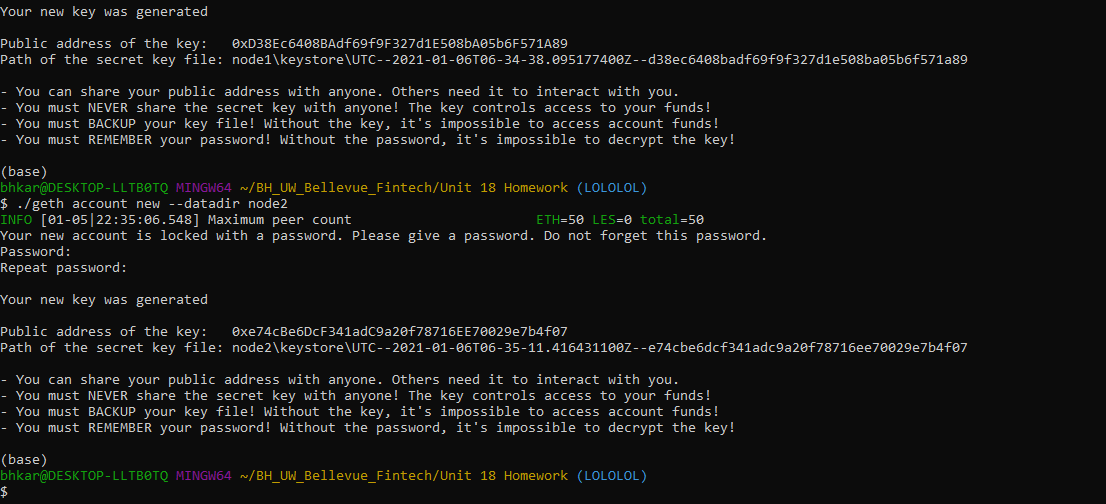 Your new key was generated
Public address of the key:   0xD38Ec6408BAdf69f9F327d1E508bA05b6F571A89
Path of the secret key file: node1\keystore\UTC--2021-01-06T06-34-38.095177400Z--d38ec6408badf69f9f327d1e508ba05b6f571a89
- You can share your public address with anyone. Others need it to interact with you.
- You must NEVER share the secret key with anyone! The key controls access to your funds!
- You must BACKUP your key file! Without the key, it's impossible to access account funds!
- You must REMEMBER your password! Without the password, it's impossible to decrypt the key!
(base)
bhkar@DESKTOP-LLTB0TQ MINGW64 ~/BH_UW_Bellevue_Fintech/Unit 18 Homework (LOLOLOL)
$ ./geth account new --datadir node2
INFO [01-05|22:35:06.548] Maximum peer count                       ETH=50 LES=0 total=50
Your new account is locked with a password. Please give a password. Do not forget this password.
Password:
Repeat password:
Your new key was generated
Public address of the key:   0xe74cBe6DcF341adC9a20f78716EE70029e7b4f07
Path of the secret key file: node2\keystore\UTC--2021-01-06T06-35-11.416431100Z--e74cbe6dcf341adc9a20f78716ee70029e7b4f07
- You can share your public address with anyone. Others need it to interact with you.
- You must NEVER share the secret key with anyone! The key controls access to your funds!
- You must BACKUP your key file! Without the key, it's impossible to access account funds!
- You must REMEMBER your password! Without the password, it's impossible to decrypt the key!
(base)
bhkar@DESKTOP-LLTB0TQ MINGW64 ~/BH_UW_Bellevue_Fintech/Unit 18 Homework (LOLOLOL)
$